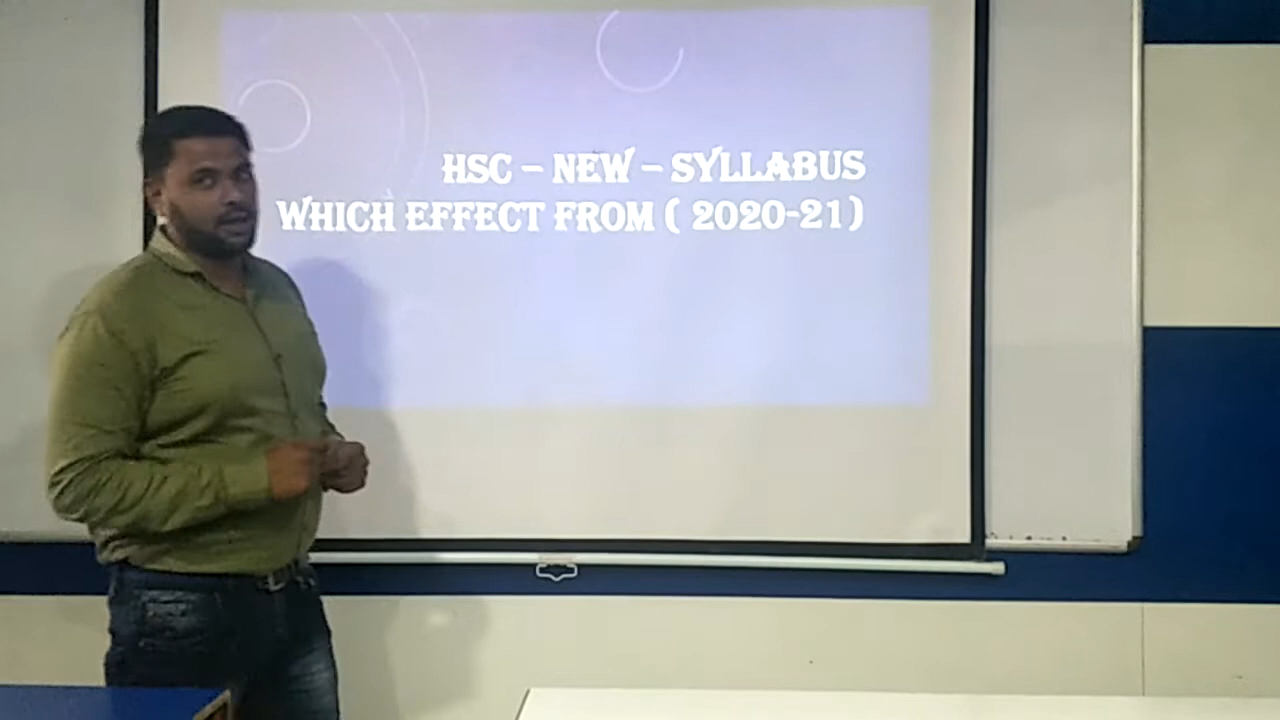 HSC – NEW – SYLLABUS
WHICH EFFECT FROM ( 2020-21)